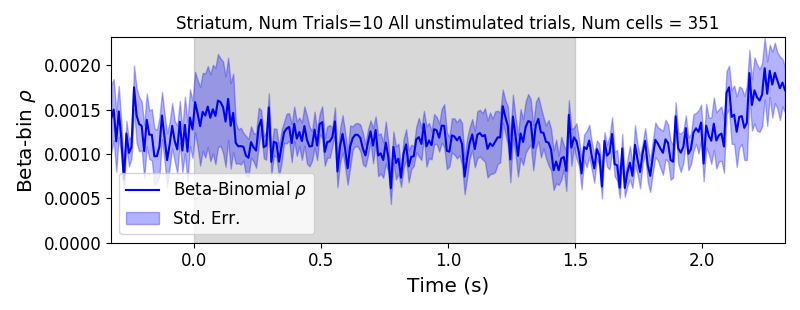 Striatum, Num Trials=10 All unstimulated trials, Num cells = 351
Beta-bin ρ
0.0020
0.0015
0.0010
0.0005
0.0000
Beta-Binomial ρ
Std. Err.
0.0 0.5 1.0 1.5 2.0
Time (s)